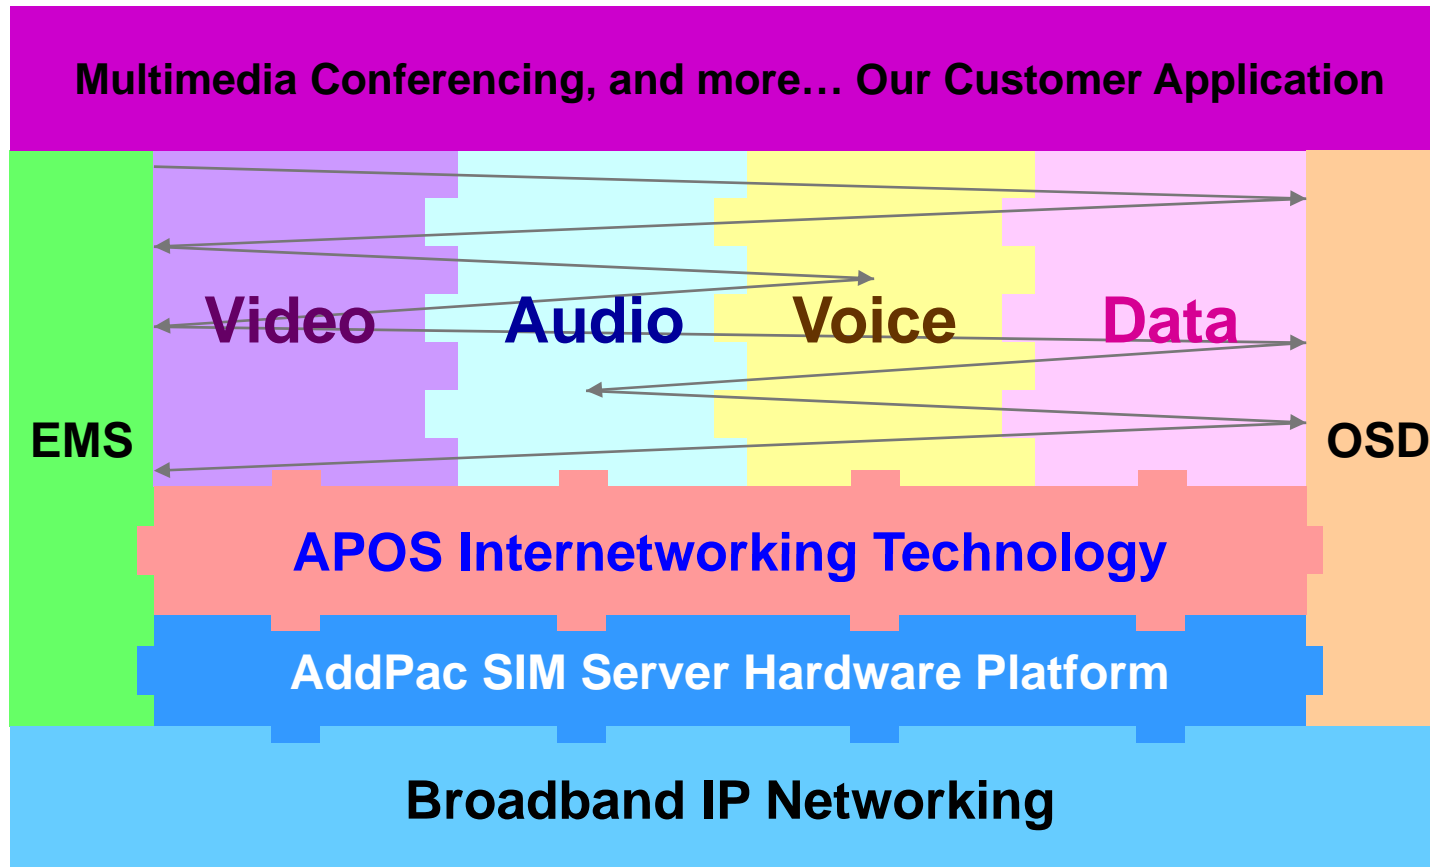 Multimedia Conferencing, and more… Our Customer Application
Video Audio Voice Data
EMS
OSD
APOS Internetworking Technology
AddPac SIM Server Hardware Platform
Broadband IP Networking